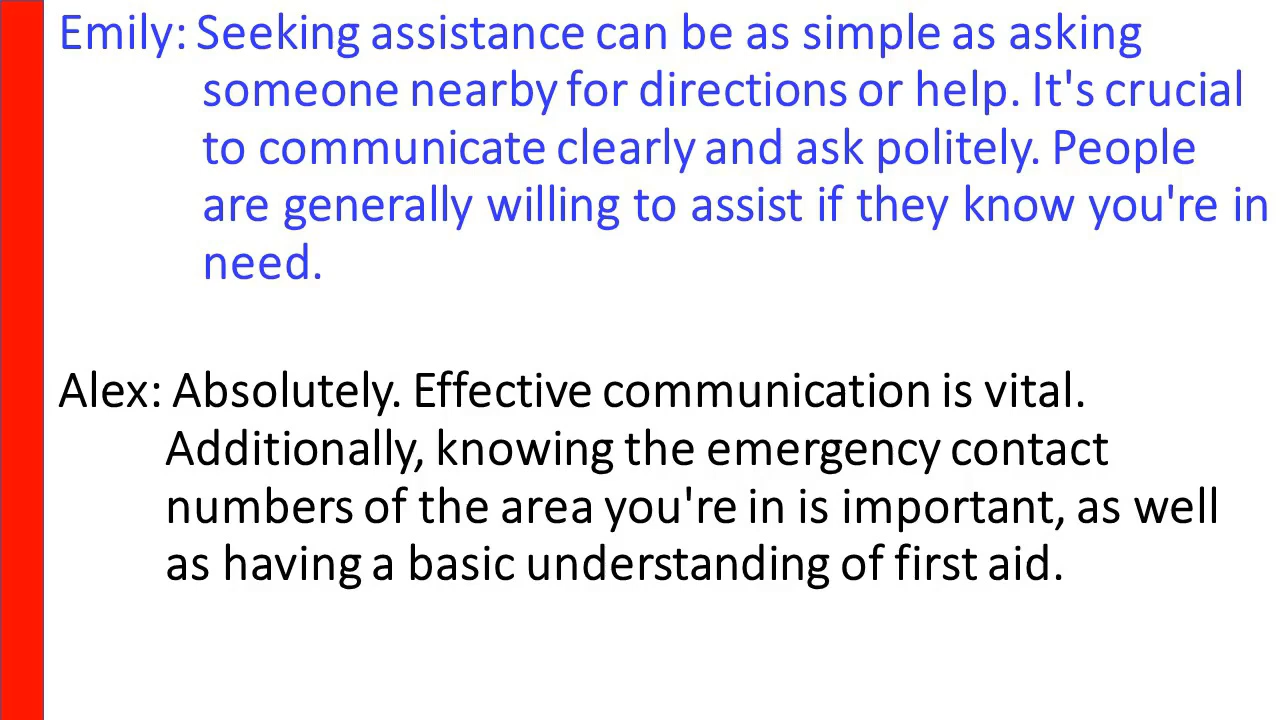 Emily: Seeking assistance can be as simple as asking
someone nearby for directions or help. It's crucial
to communicate clearly and ask politely. People
are generally willing to assist if they know you're in
need.
Alex: Absolutely. Effective communication is vital.
Additionally, knowing the emergency contact
numbers of the area you're in is important, as well
as having a basic understanding of first aid.